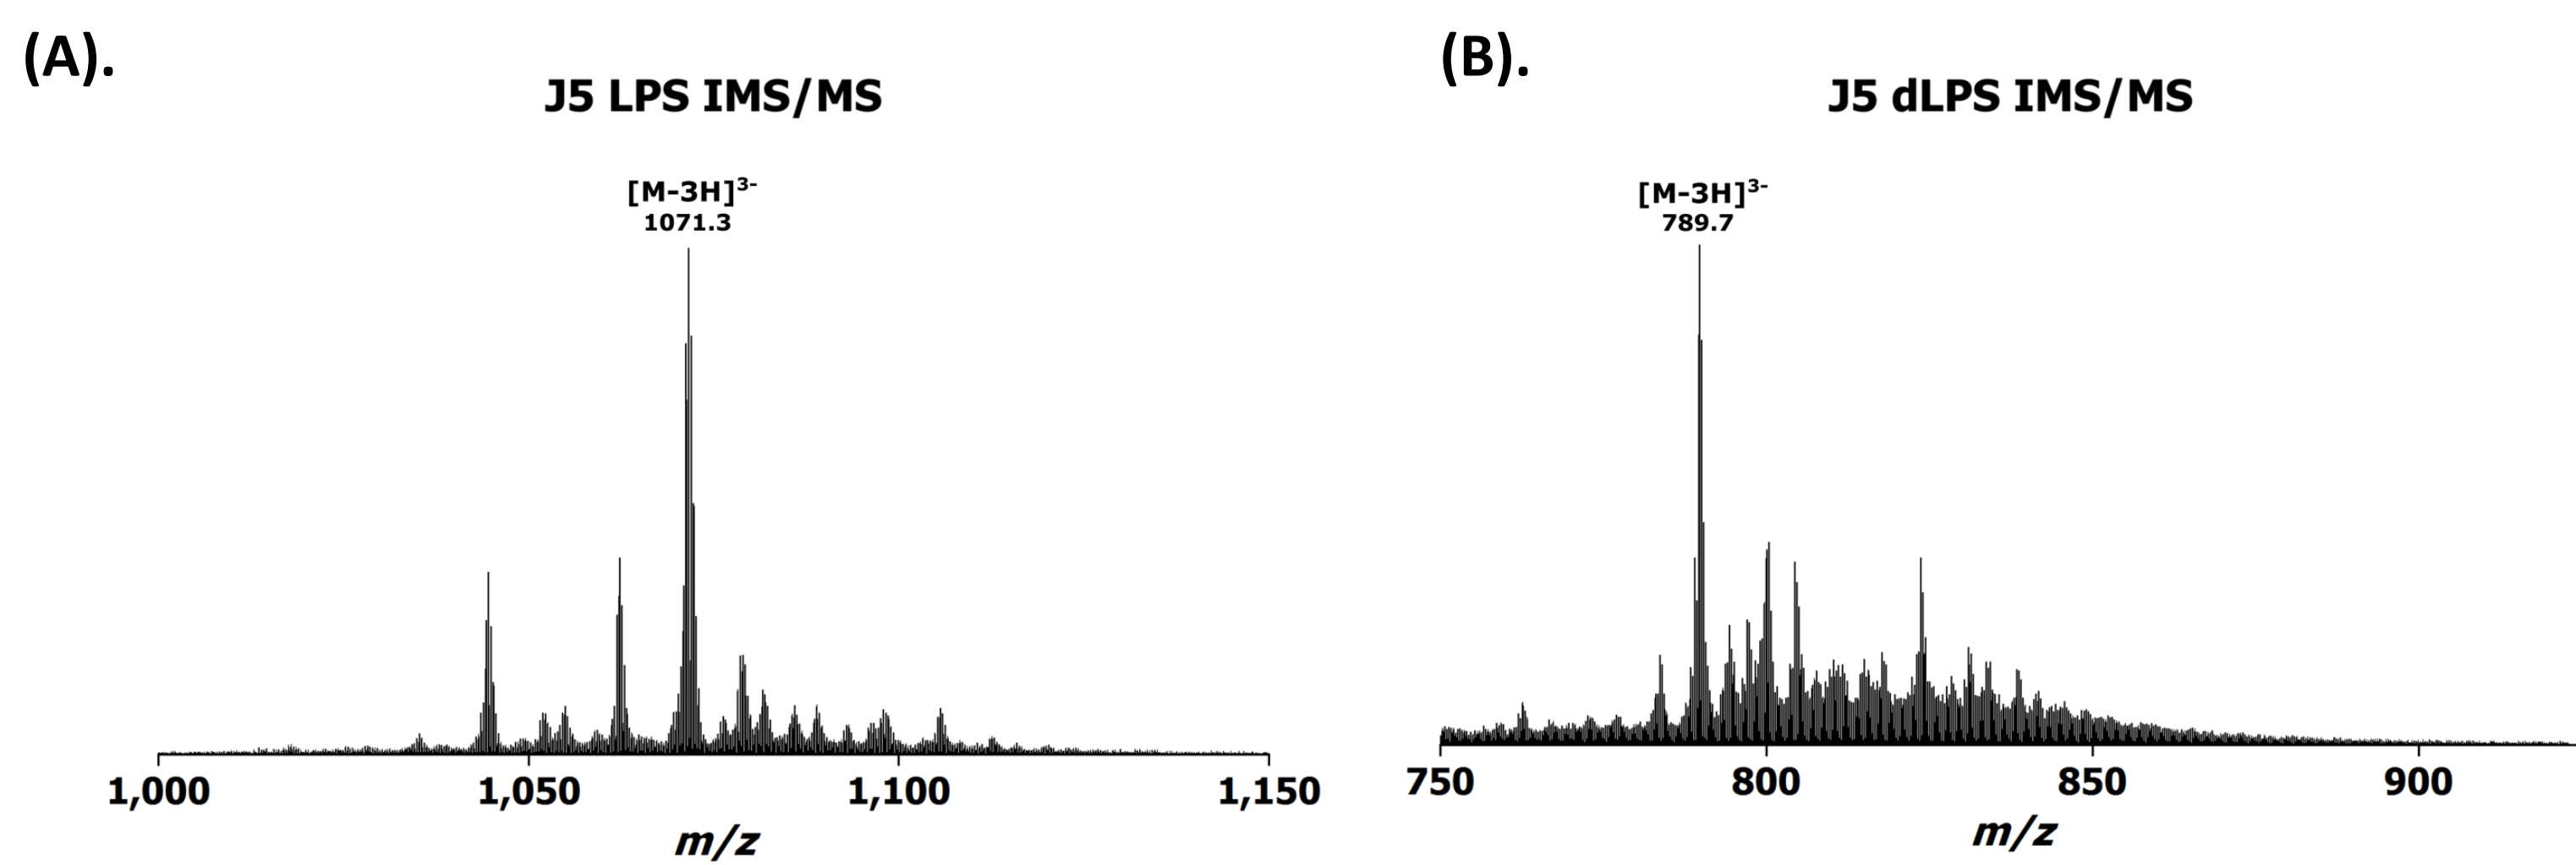 (A).
J5 LPS IMS/MS
[M-3H]3-
1071.3
1,000 1,050 1,100 1,150
m/z
(B).
J5 dLPS IMS/MS
[M-3H]3-
789.7
750 800 850 900
m/z